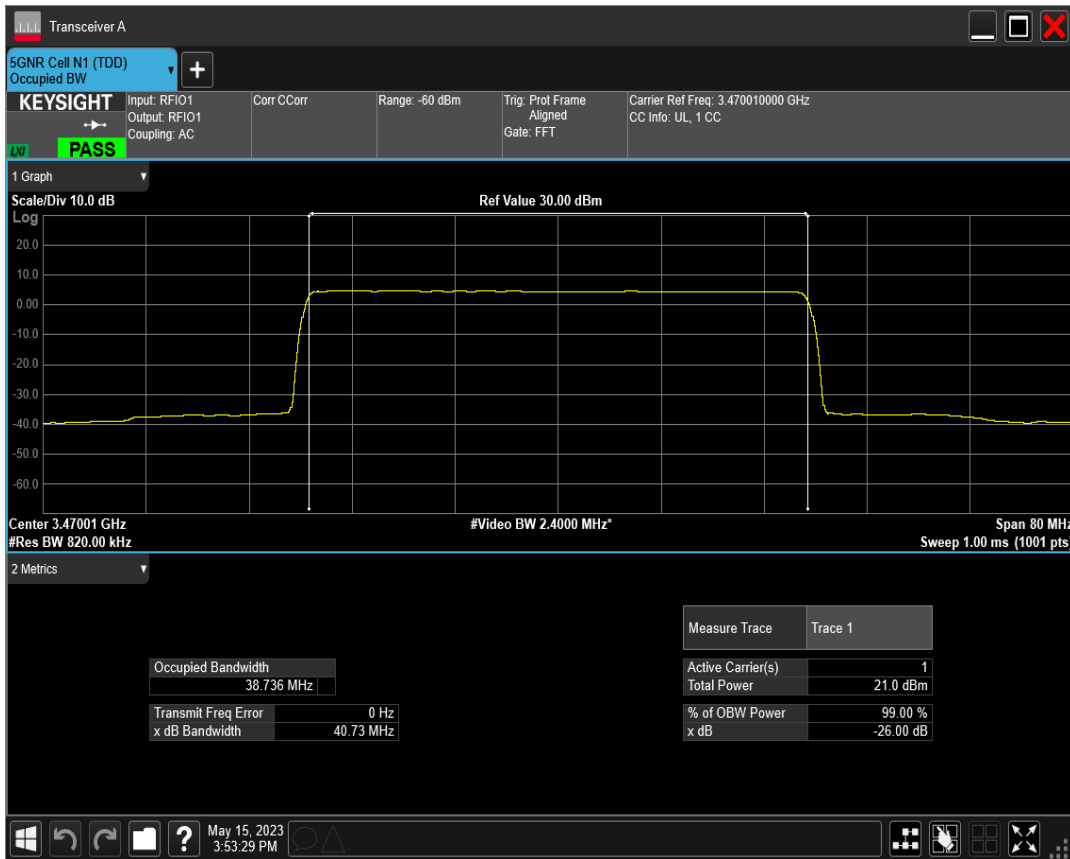 Transceiver A
5GNR Cell N1 (TDD)
Occupied BW
+
KEYSIGHT
LXI
PASS
Input: RFIO1
Output: RFIO1
Coupling: AC
Corr CCorr
Range: -60 dBm
Trig: Prot Frame
Aligned
Gate: FFT
Carrier Ref Freq: 3.470010000 GHz
CC Info: UL, 1 CC
1 Graph
Scale/Div 10.0 dB
Ref Value 30.00 dBm
Log
20.0
10.0
0.00
-10.0
-20.0
-30.0
-40.0
-50.0
-60.0
Center 3.47001 GHz
#Video BW 2.4000 MHz*
Span 80 MHz
#Res BW 820.00 kHz
Sweep 1.00 ms (1001 pts)
2 Metrics
Measure Trace Trace 1
Occupied Bandwidth
38.736 MHz
Transmit Freq Error 0 Hz
x dB Bandwidth 40.73 MHz
Active Carrier(s) 1
Total Power 21.0 dBm
% of OBW Power 99.00 %
x dB -26.00 dB
?
May 15, 2023
3:53:29 PM